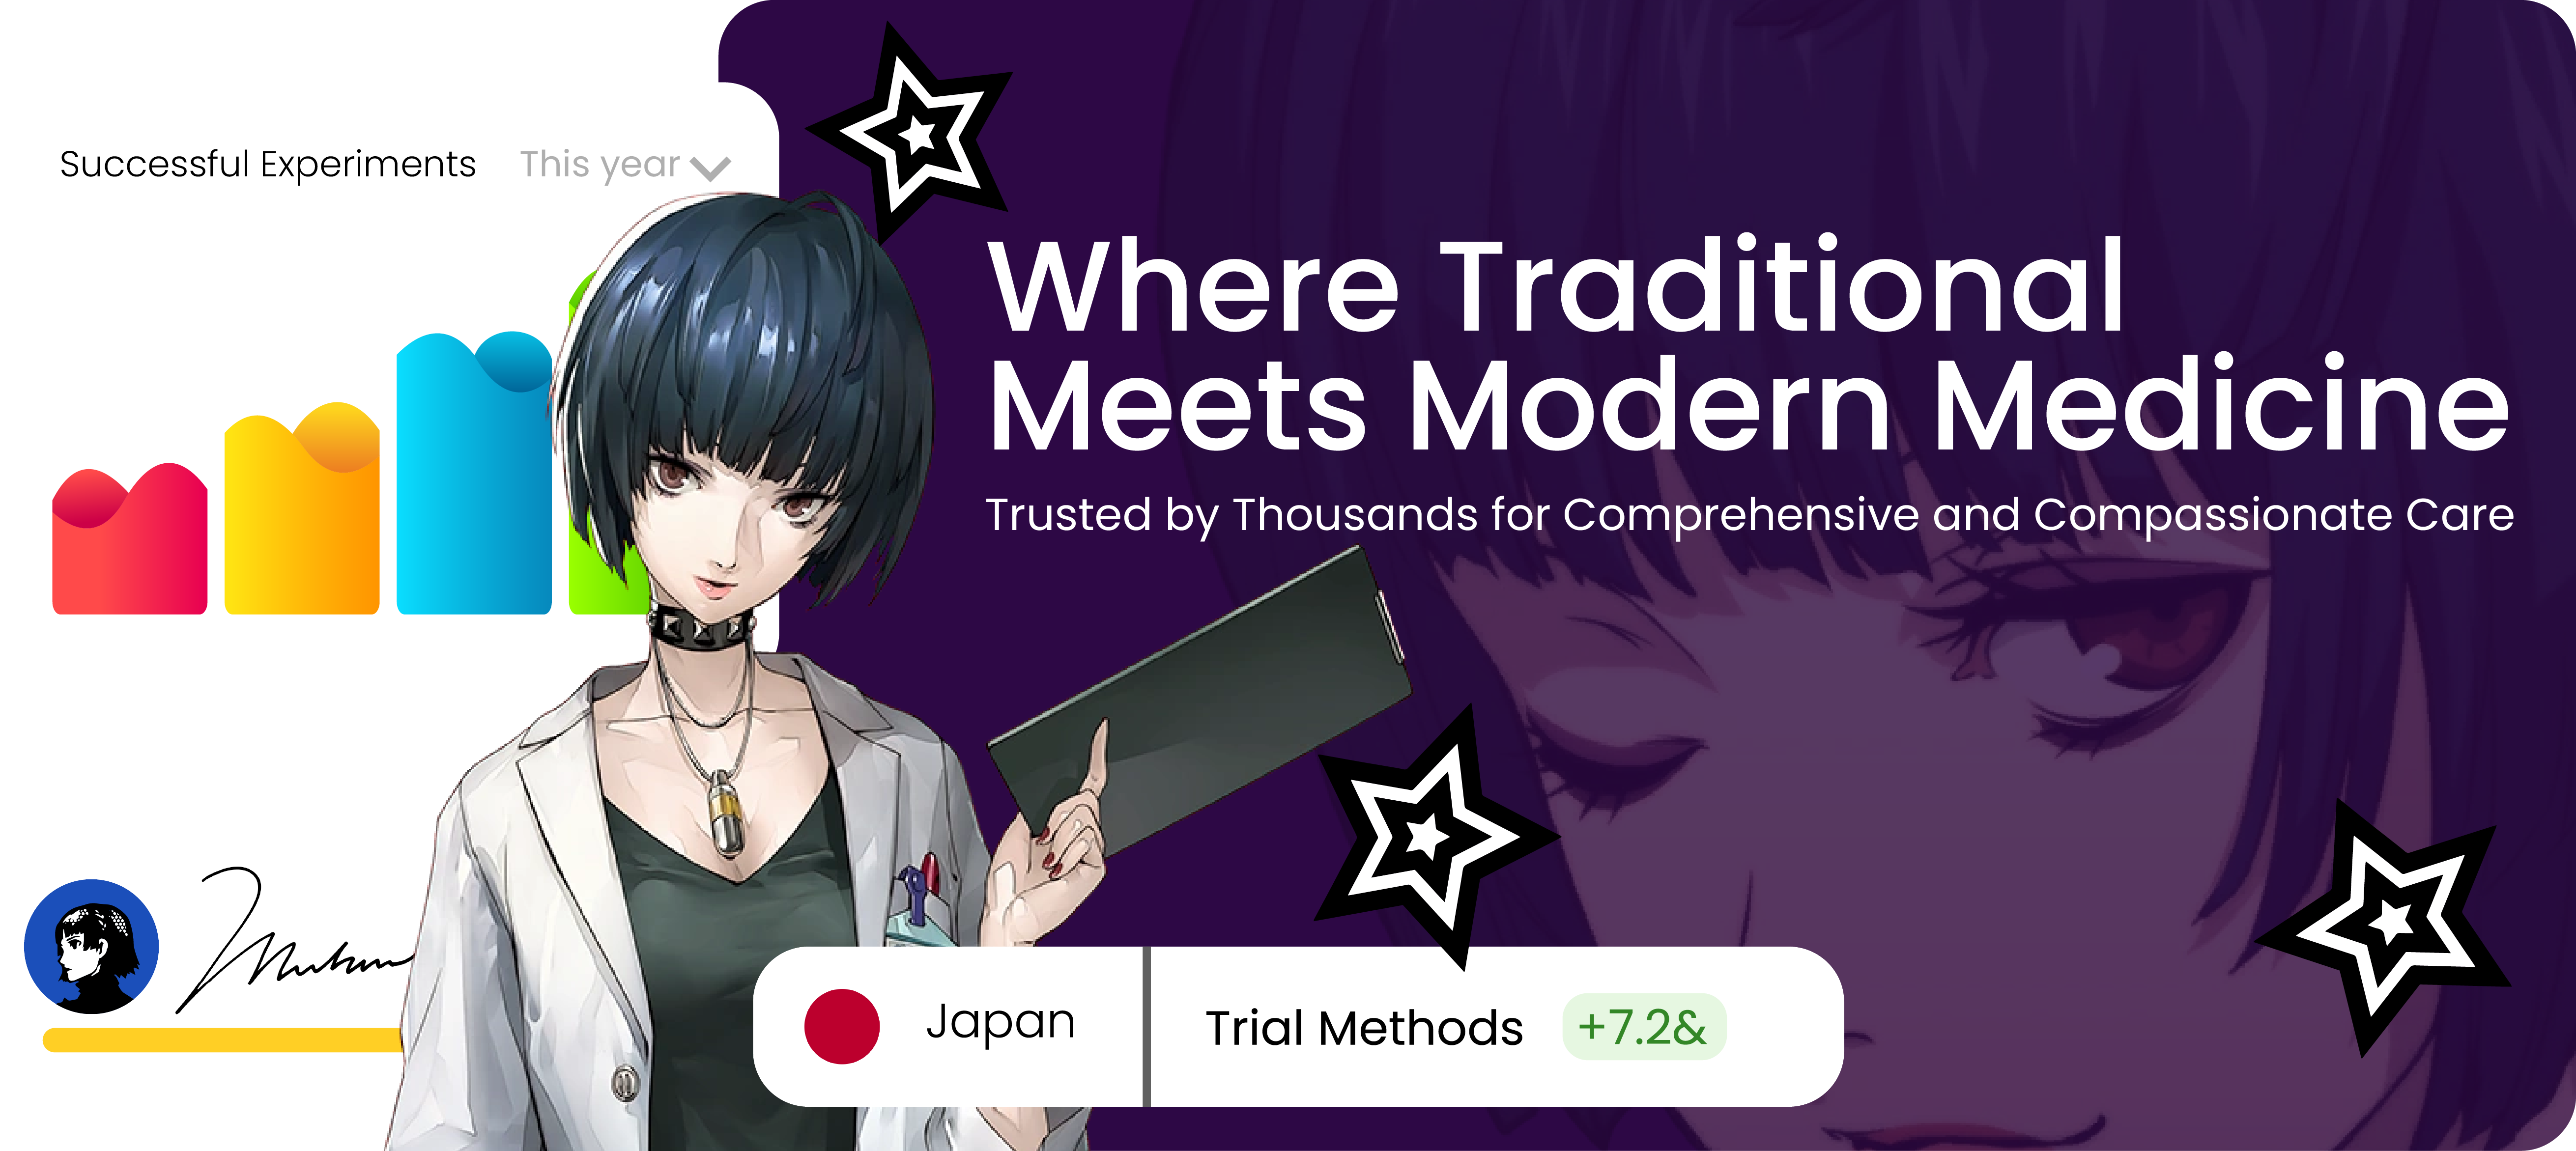 Successful Experiments This year
Where Traditional
Meets Modern Medicine
Trusted by Thousands for Comprehensive and Compassionate Care
Japan
Trial Methods +7.2&